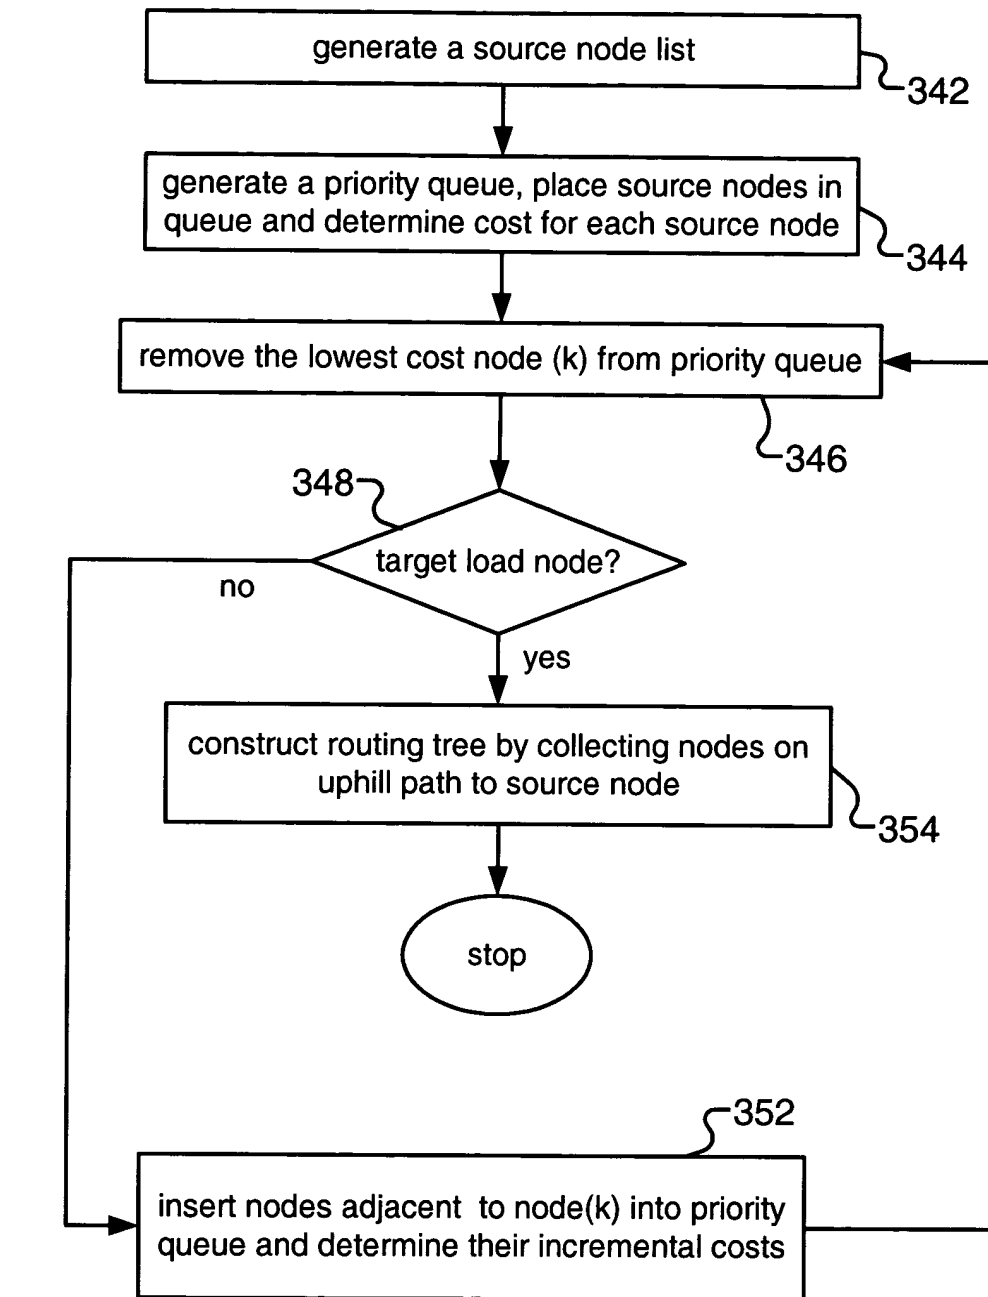 generate a source node list
342
generate a priority queue, place source nodes in
queue and determine cost for each source node
344
remove the lowest cost node (k) from priority queue
346
348
target load node?
no
yes
construct routing tree by collecting nodes on
uphill path to source node
354
stop
352
insert nodes adjacent to node(k) into priority
queue and determine their incremental costs